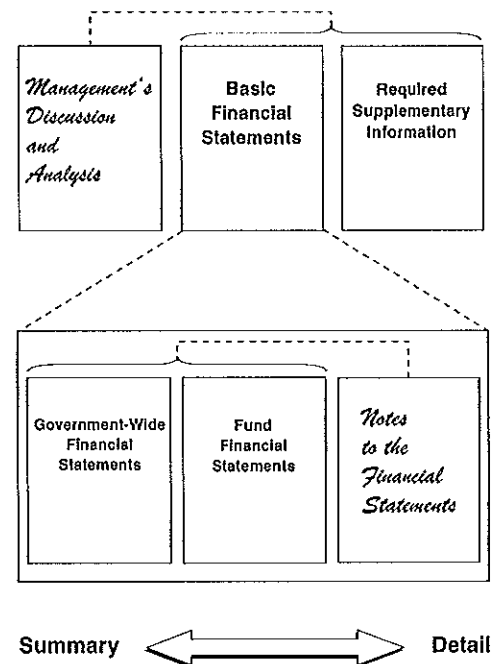 Management's
Discussion
and
Analysis
Basic
Financial
Statements
Required
Supplementary
Information
Government-Wide
Financial
Statements
Fund
Financial
Statements
Notes
to the
Financial
Statements
Summary
Detail